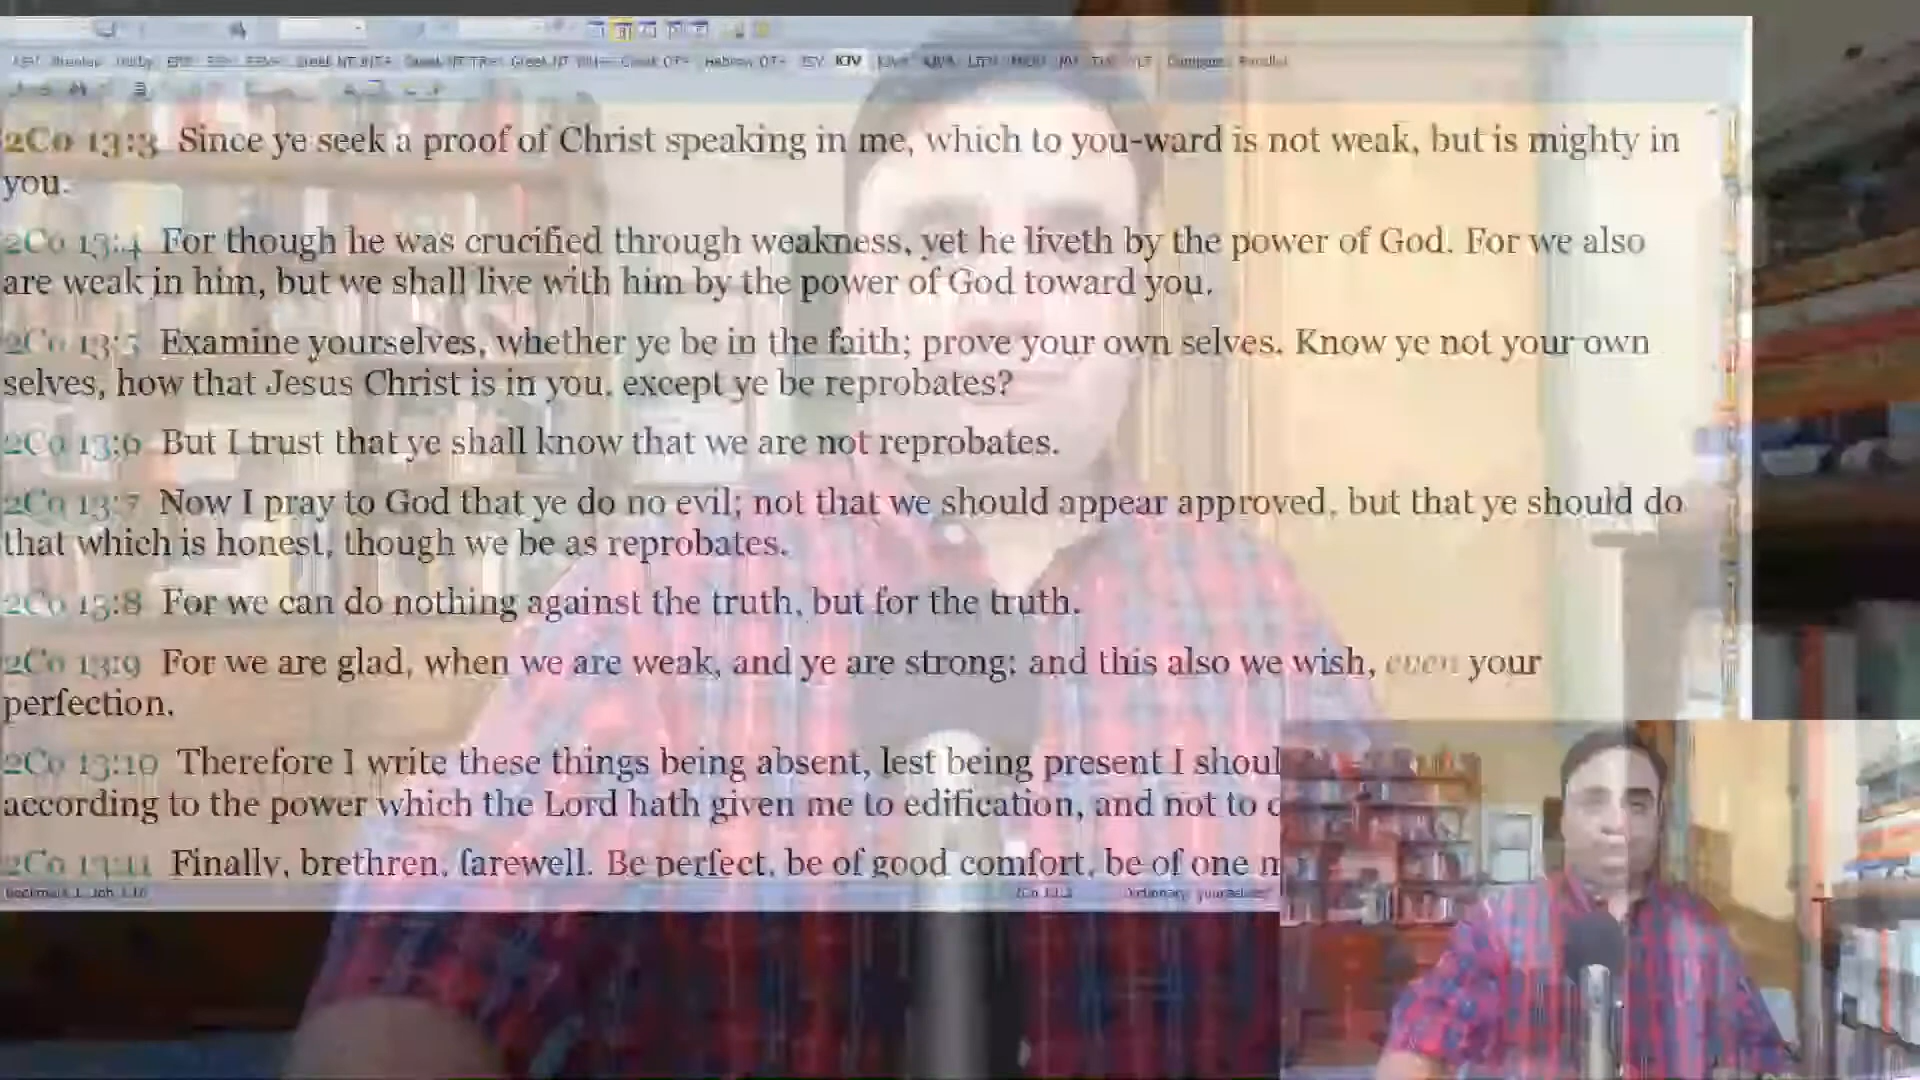 KJV
2Co 13:3 Since ye seek a proof of Christ speaking in me, which to you-ward is not weak, but is mighty in
you.
2Co 13:4 For though he was crucified through weakness, yet he liveth by the power of God. For we also
are weak in him, but we shall live with him by the power of God toward you.
2Co 13:5 Examine yourselves, whether ye be in the faith; prove your own selves. Know ye not your own
selves, how that Jesus Christ is in you, except ye be reprobates?
2Co 13:6 But I trust that ye shall know that we are not reprobates.
2Co 13:7 Now I pray to God that ye do no evil; not that we should appear approved, but that ye should do
that which is honest, though we be as reprobates.
2Co 13:8 For we can do nothing against the truth, but for the truth.
2Co 13:9 For we are glad, when we are weak, and ye are strong: and this also we wish, even your
perfection.
2Co 13:10 Therefore I write these things being absent, lest being present I shoul
according to the power which the Lord hath given me to edification, and not to
2Co 13:11 Finally, brethren, farewell. Be perfect, be of good comfort, be of one